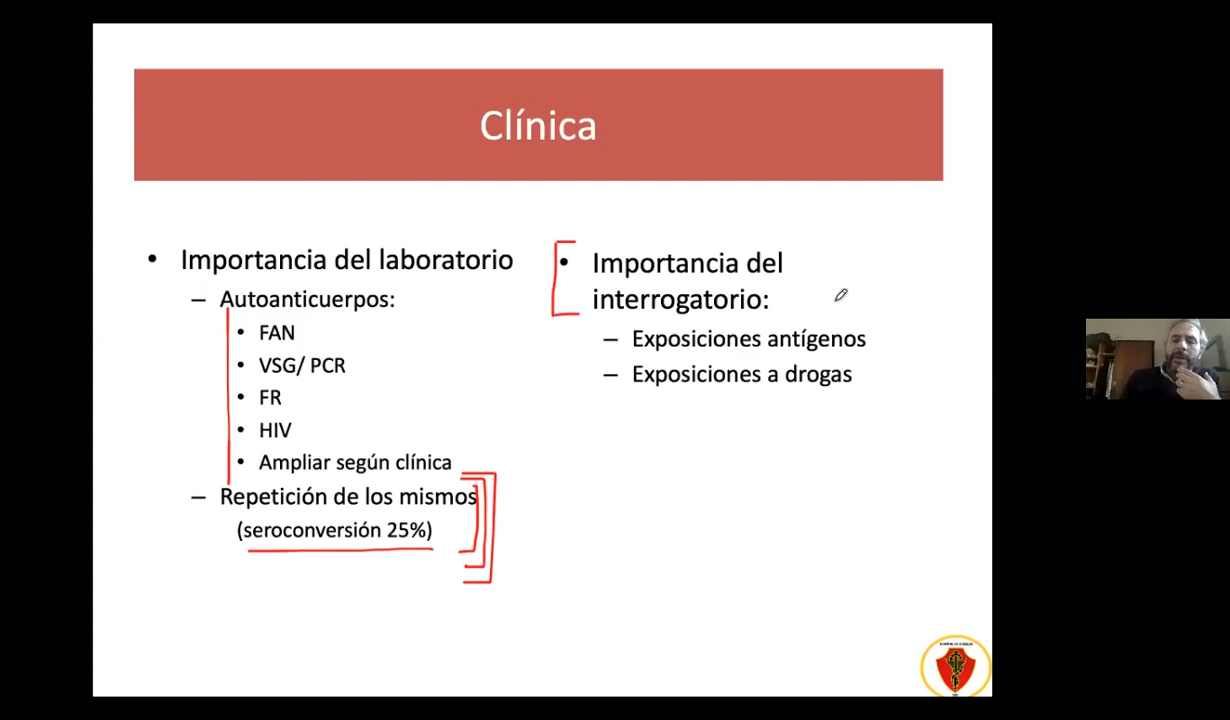 Clínica
• Importancia del laboratorio
– Autoanticuerpos:
• FAN
• VSG/ PCR
• FR
• HIV
• Ampliar según clínica
– Repetición de los mismos
(seroconversión 25%)
• Importancia del
interrogatorio:
– Exposiciones antígenos
– Exposiciones a drogas